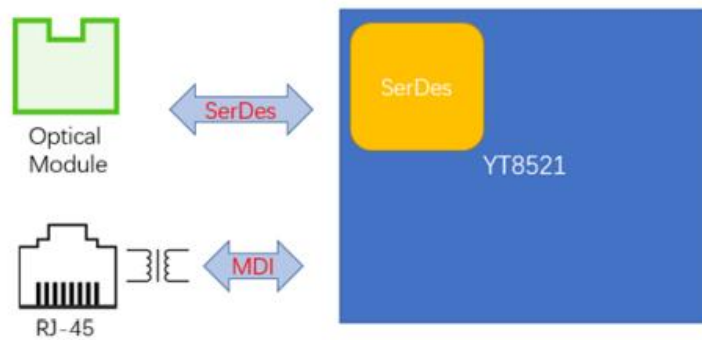 SerDes
SerDes
Optical
Module
YT8521
MDI
RJ-45